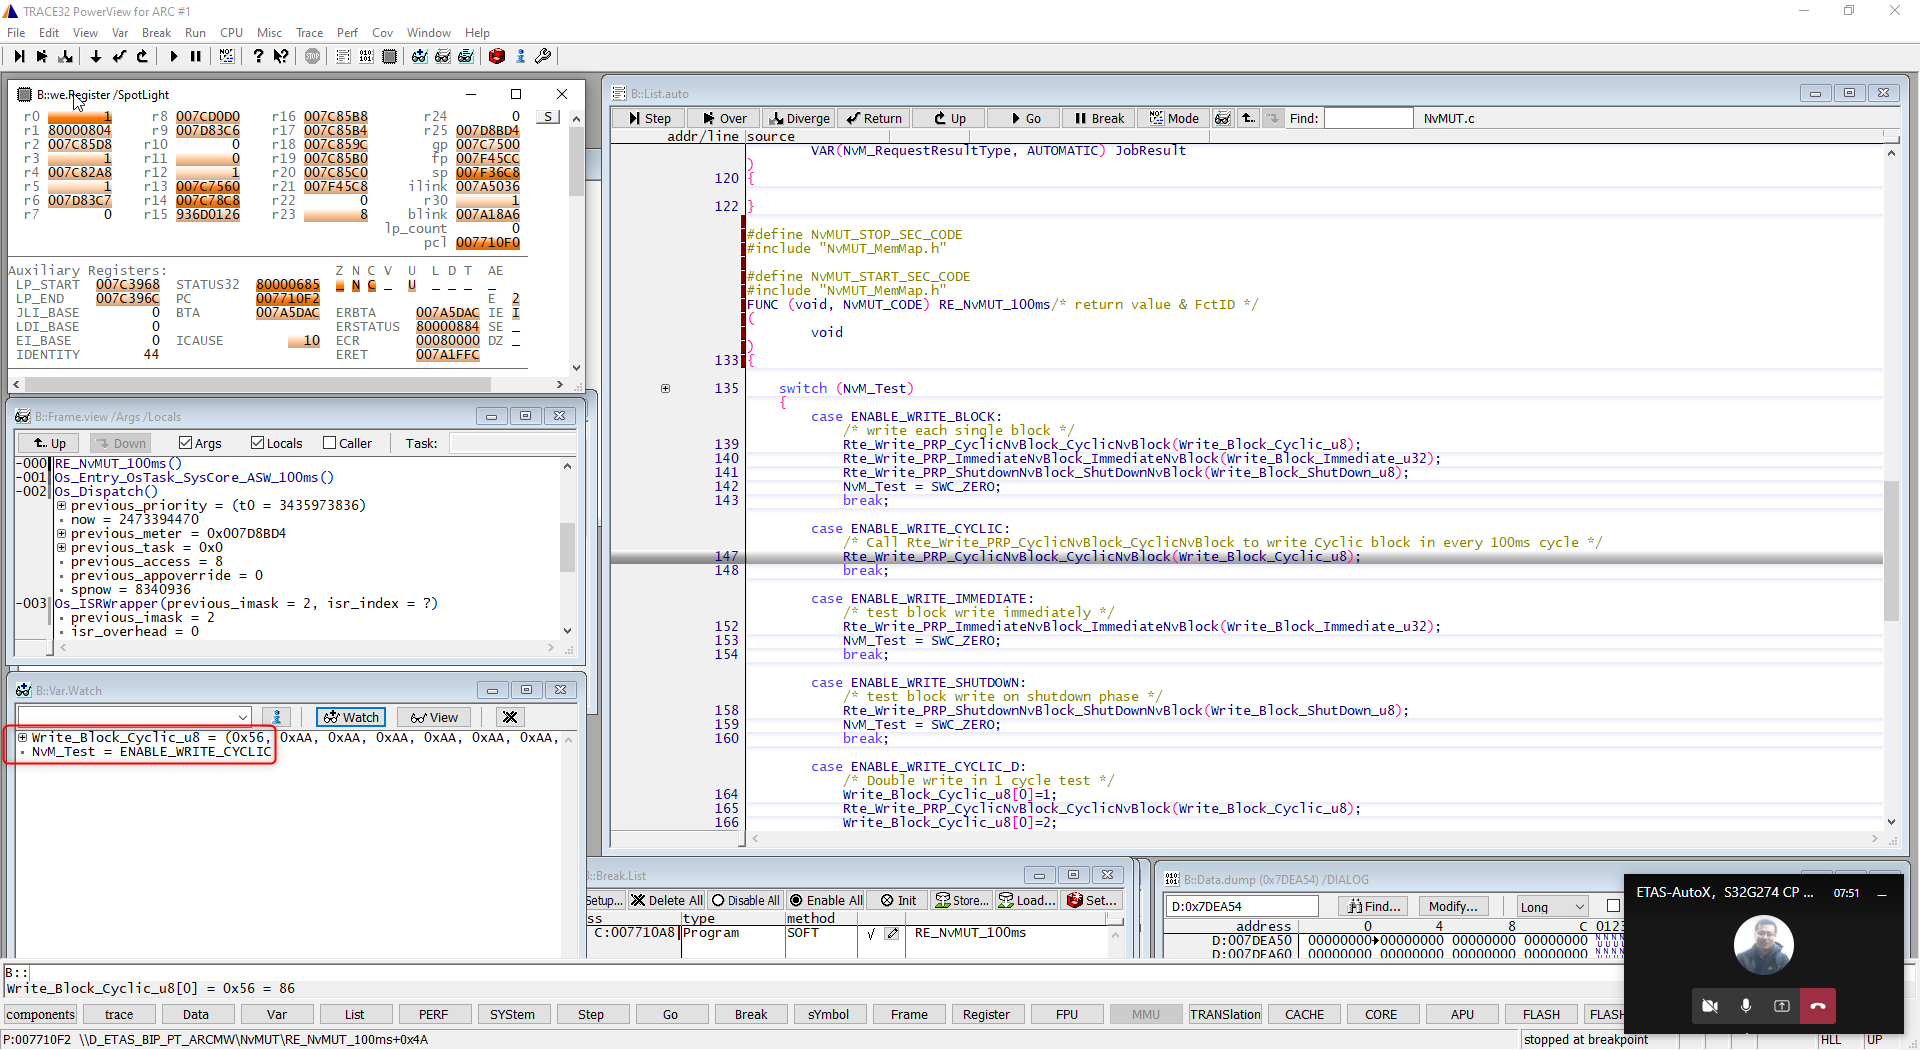 TRACE32 PowerView for ARC #1
File Edit View Var Break Run CPU Misc Trace Perf Cov Window Help
B::we.Register /SpotLight
r0 1 r8 007CD0D0 r16 007C85B8 r24 0 S
r1 80000804 r9 007D83C6 r17 007C85B4 r25 007D8BD4
r2 007C85D8 r10 0 r18 007C859C gp 007C7500
r3 1 r11 0 r19 007C85B0 fp 007F45CC
r4 007C82A8 r12 1 r20 007C85C0 sp 007F36C8
r5 1 r13 007C7560 r21 007F45C8 ilink 007A5036
r6 007D83C7 r14 007C78C8 r22 0 r30 1
r7 0 r15 936D0126 r23 8 blink 007A18A6
lp_count 0
pcl 007710F0
Auxiliary Registers: Z N C V U L D T AE
LP_START 007C3968 STATUS32 80000685 _ N C _ U _ _ _ _
LP_END 007C396C PC 007710F2 E 2
JLI_BASE 0 BTA 007A5DAC ERBTA 007A5DAC IE I
LDI_BASE 0 ERSTATUS 80000884 SE _
EI_BASE 0 ICAUSE 10 ECR 00080000 DZ _
IDENTITY 44 ERET 007A1FFC
B::Frame.view /Args /Locals
Up Down Args Locals Caller Task:
-000 RE_NvMUT_100ms()
-001 Os_Entry_OsTask_SysCore_ASW_100ms()
-002 Os_Dispatch()
previous_priority = (t0 = 3435973836)
now = 2473394470
previous_meter = 0x007D8BD4
previous_task = 0x0
previous_access = 8
previous_appoverride = 0
spnow = 8340936
-003 Os_ISRWrapper(previous_imask = 2, isr_index = ?)
previous_imask = 2
isr_overhead = 0
B::Var.Watch
Watch View
Write_Block_Cyclic_u8 = (0x56, 0xAA, 0xAA, 0xAA, 0xAA, 0xAA, 0xAA,
NvM_Test = ENABLE_WRITE_CYCLIC
B::List.auto
Step Over Diverge Return Up Go Break Mode Find: NvMUT.c
addr/line source
VAR(NvM_RequestResultType, AUTOMATIC) JobResult
)
120 {
122 }
#define NvMUT_STOP_SEC_CODE
#include "NvMUT_MemMap.h"
#define NvMUT_START_SEC_CODE
#include "NvMUT_MemMap.h"
FUNC (void, NvMUT_CODE) RE_NvMUT_100ms/* return value & FctID */
(
void
)
133 {
135 switch (NvM_Test)
{
case ENABLE_WRITE_BLOCK:
/* write each single block */
139 Rte_Write_PRP_CyclicNvBlock_CyclicNvBlock(Write_Block_Cyclic_u8);
140 Rte_Write_PRP_ImmediateNvBlock_ImmediateNvBlock(Write_Block_Immediate_u32);
141 Rte_Write_PRP_ShutdownNvBlock_ShutDownNvBlock(Write_Block_ShutDown_u8);
142 NvM_Test = SWC_ZERO;
143 break;
case ENABLE_WRITE_CYCLIC:
/* Call Rte_Write_PRP_CyclicNvBlock_CyclicNvBlock to write Cyclic block in every 100ms cycle */
147 Rte_Write_PRP_CyclicNvBlock_CyclicNvBlock(Write_Block_Cyclic_u8);
148 break;
case ENABLE_WRITE_IMMEDIATE:
/* test block write immediately */
152 Rte_Write_PRP_ImmediateNvBlock_ImmediateNvBlock(Write_Block_Immediate_u32);
153 NvM_Test = SWC_ZERO;
154 break;
case ENABLE_WRITE_SHUTDOWN:
/* test block write on shutdown phase */
158 Rte_Write_PRP_ShutdownNvBlock_ShutDownNvBlock(Write_Block_ShutDown_u8);
159 NvM_Test = SWC_ZERO;
160 break;
case ENABLE_WRITE_CYCLIC_D:
/* Double write in 1 cycle test */
164 Write_Block_Cyclic_u8[0]=1;
165 Rte_Write_PRP_CyclicNvBlock_CyclicNvBlock(Write_Block_Cyclic_u8);
166 Write_Block_Cyclic_u8[0]=2;
B::Break.List
Setup... Delete All Disable All Enable All Init Store... Load... Set...
ss type method
C:007710A8 Program SOFT √ RE_NvMUT_100ms
B::Data.dump (0x7DEA54) /DIALOG
D:0x7DEA54 Find... Modify... Long
address 0 4 8 C 0123
D:007DEA50 00000000 00000000 00000000 00000000
D:007DEA60 00000000 00000000 00000000 00000000
ETAS-AutoX, S32G274 CP ... 07:51
B::
Write_Block_Cyclic_u8[0] = 0x56 = 86
components trace Data Var List PERF SYStem Step Go Break sYmbol Frame Register FPU MMU TRANSlation CACHE CORE APU FLASH FLASH
P:007710F2 \\D_ETAS_BIP_PT_ARCMW\NvMUT\RE_NvMUT_100ms+0x4A stopped at breakpoint HLL UP